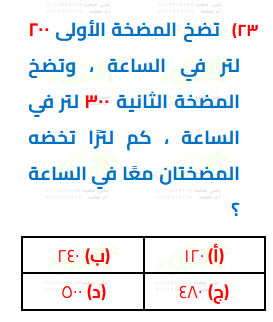 ٢٣) تضخ المضخة الأولى ٢٠٠
لتر في الساعة ، وتضخ
المضخة الثانية ٣٠٠ لتر في
الساعة ، كم لترًا تخضه
المضختان معًا في الساعة
؟
(أ) ١٢٠ (ب) ٢٤٠
(ج) ٤٨٠ (د) ٥٠٠